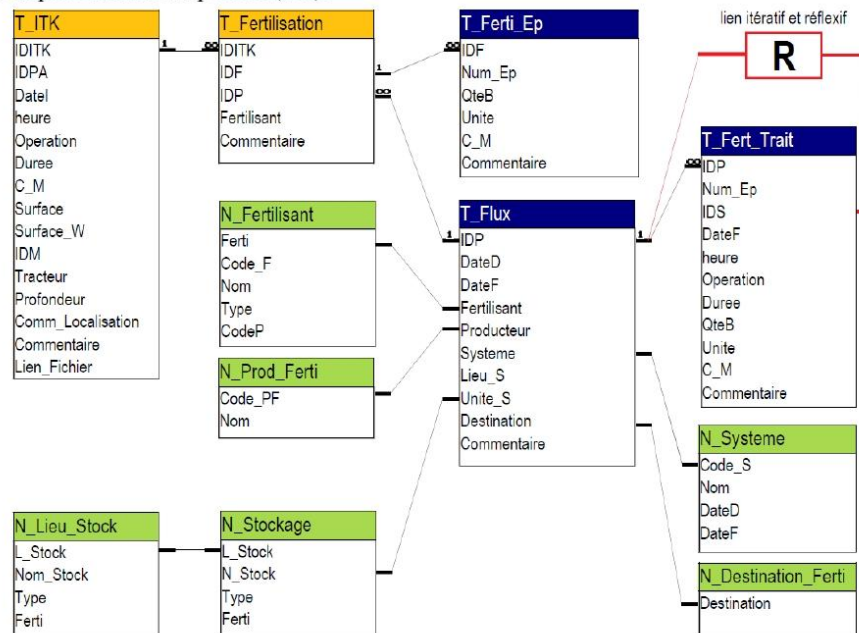 T_ITK
IDITK
IDPA
DateI
heure
Operation
Duree
C_M
Surface
Surface_W
IDM
Tracteur
Profondeur
Comm_Localisation
Commentaire
Lien_Fichier
T_Fertilisation
IDITK
IDF
IDP
Fertilisant
Commentaire
T_Ferti_Ep
IDF
Num_Ep
QteB
Unite
C_M
Commentaire
lien itératif et réflexif
R
T_Fert_Trait
IDP
Num_Ep
IDS
DateF
heure
Operation
Duree
QteB
Unite
C_M
Commentaire
N_Fertilisant
Ferti
Code_F
Nom
Type
CodeP
T_Flux
IDP
DateD
DateF
Fertilisant
Producteur
Systeme
Lieu_S
Unite_S
Destination
Commentaire
N_Prod_Ferti
Code_PF
Nom
N_Systeme
Code_S
Nom
DateD
DateF
N_Lieu_Stock
L_Stock
Nom_Stock
Type
Ferti
N_Stockage
L_Stock
N_Stock
Type
Ferti
N_Destination_Ferti
Destination
1
∞
1
∞
∞
1
1
∞